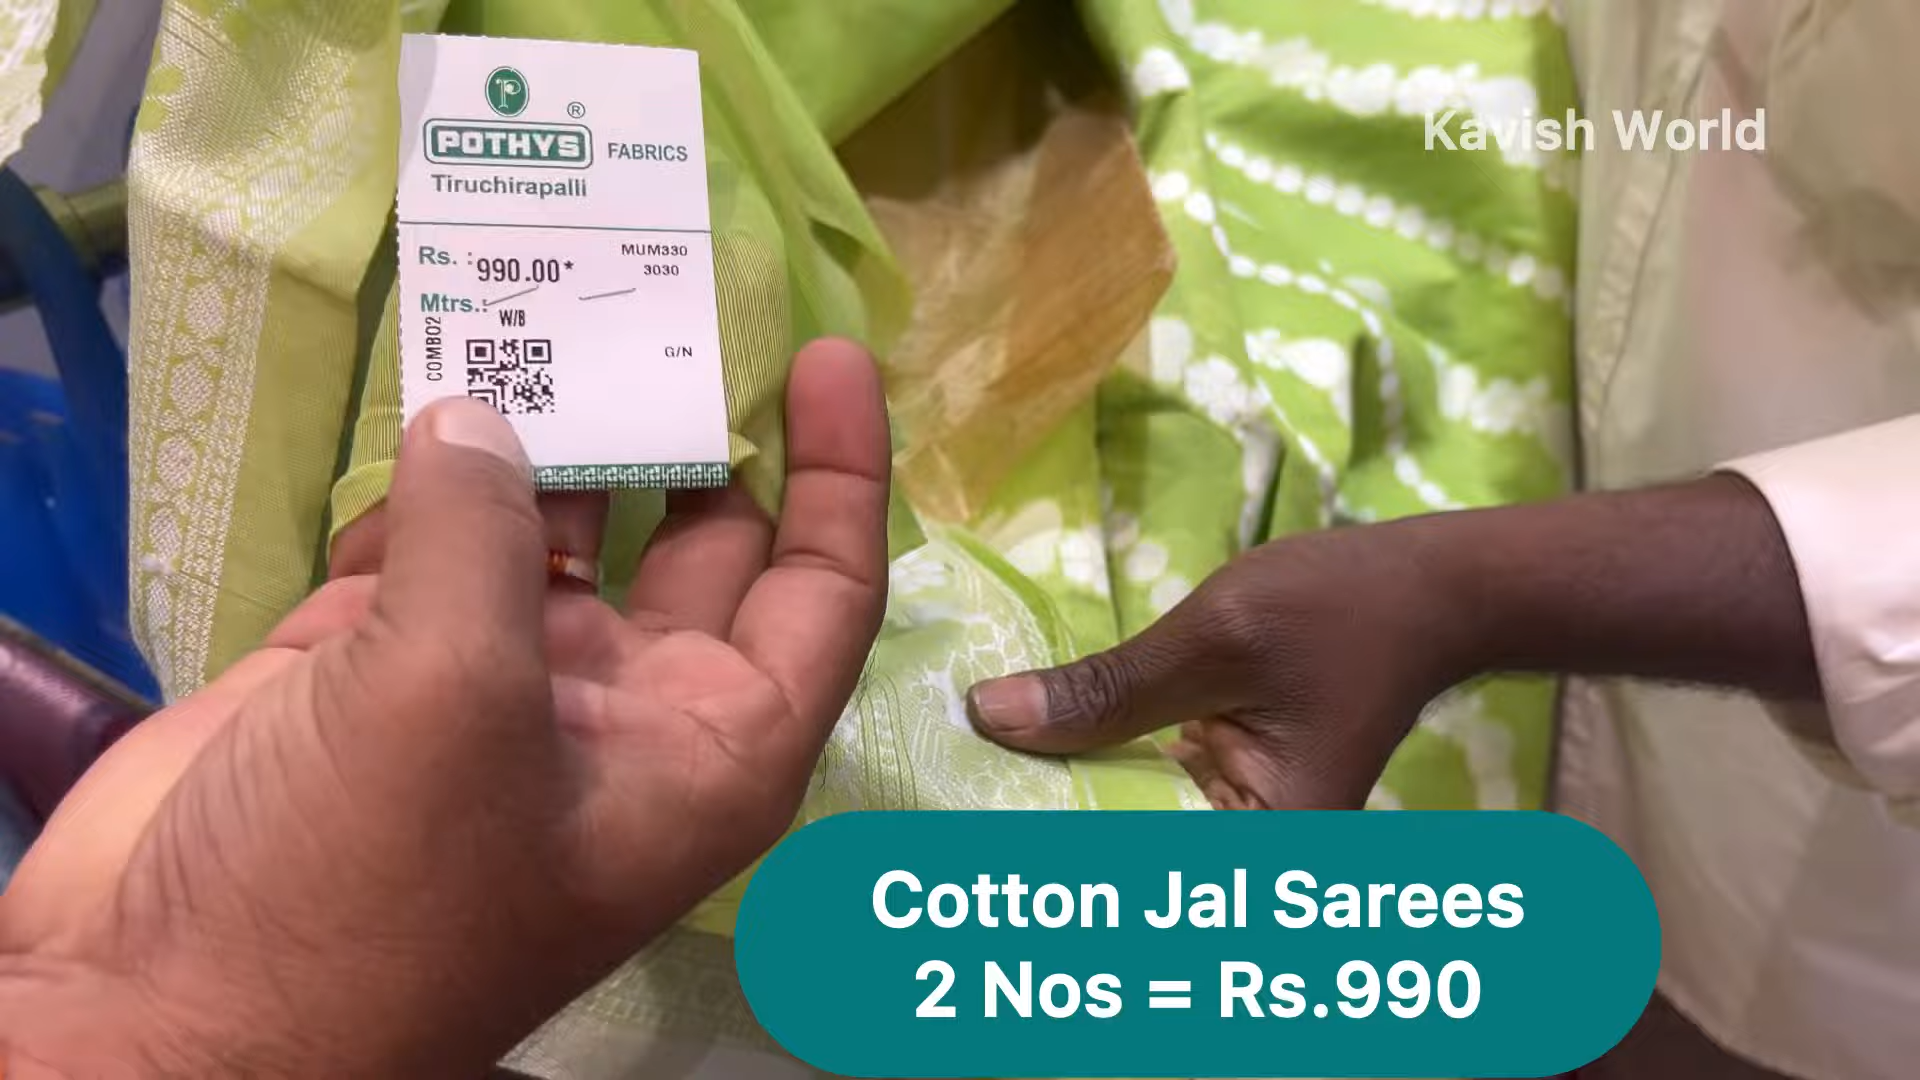 Kavish World
P
®
POTHYS FABRICS
Tiruchirapalli
Rs. : 990.00*
MUM330
3030
Mtrs.:
W/B
COMBO2
G/N
Cotton Jal Sarees
2 Nos = Rs.990